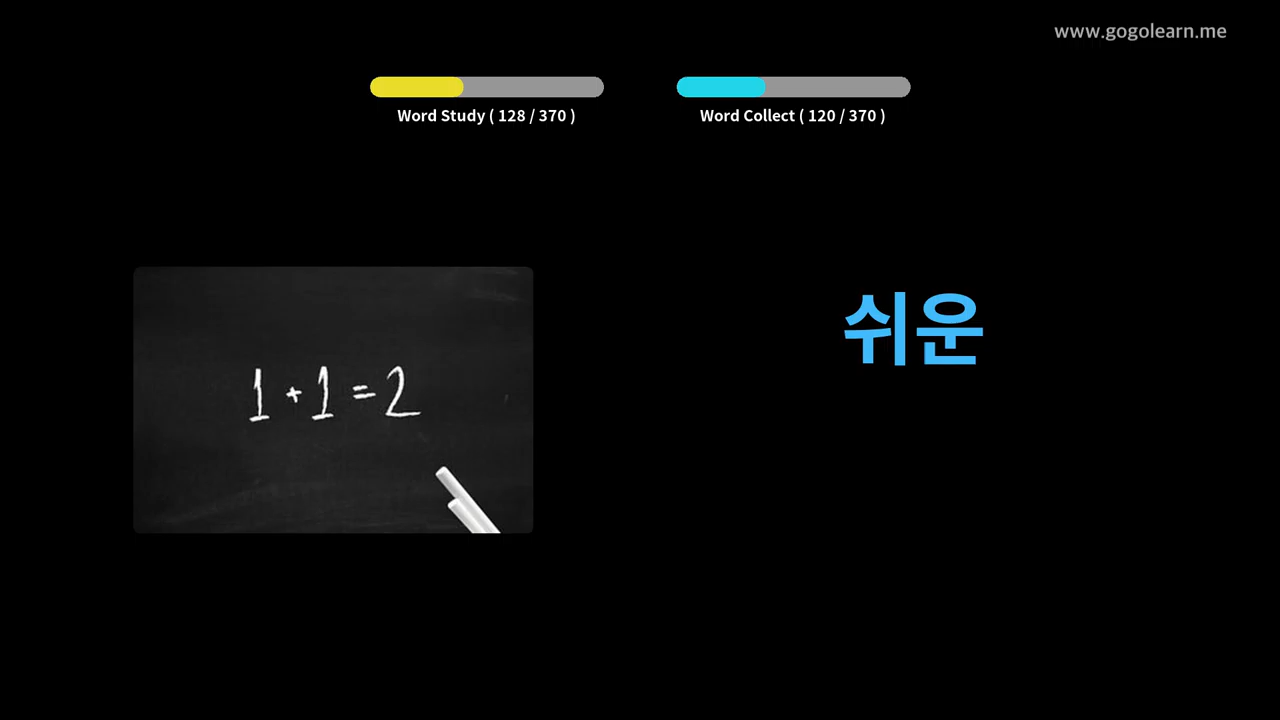 www.gogolearn.me
Word Study ( 128 / 370 )
Word Collect ( 120 / 370 )
쉬운
1 + 1 = 2